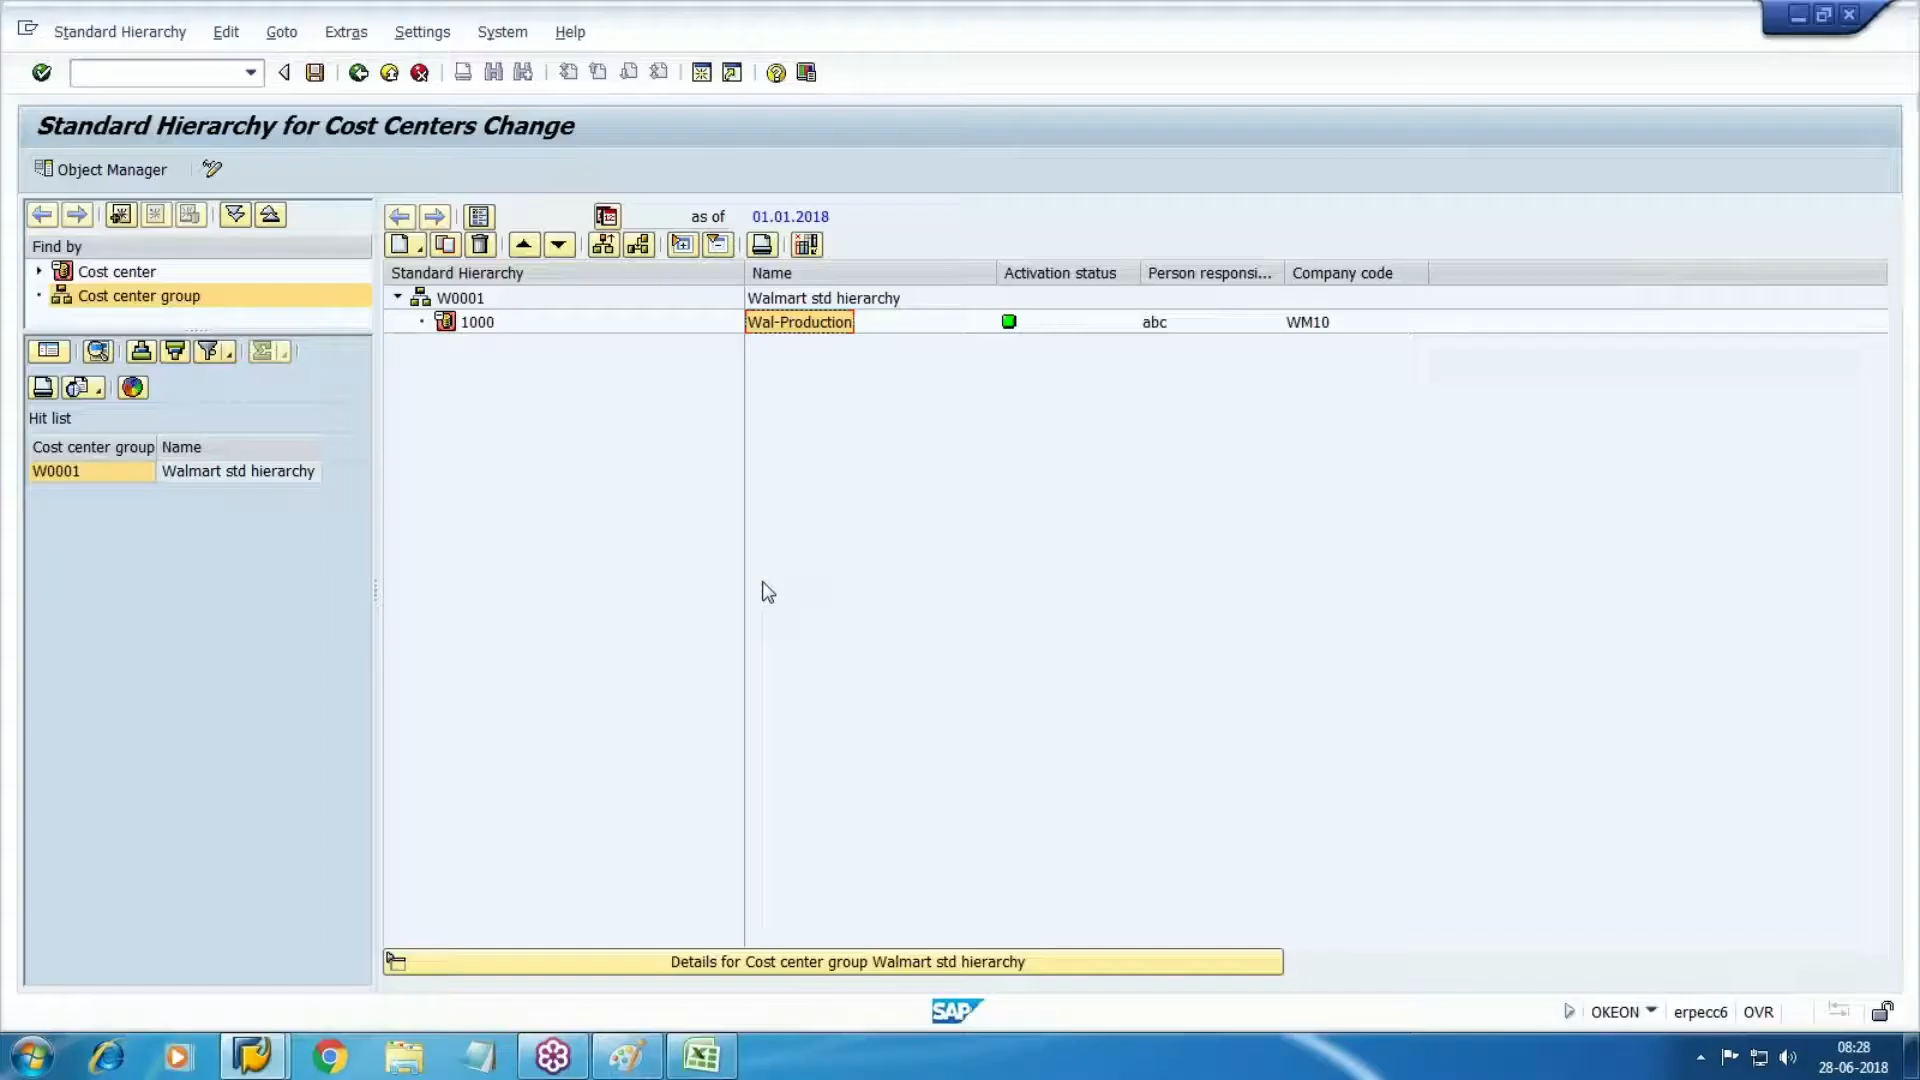 Standard Hierarchy Edit Goto Extras Settings System Help
Standard Hierarchy for Cost Centers Change
Object Manager
as of 01.01.2018
Find by
Cost center
Cost center group
Standard Hierarchy Name Activation status Person responsi... Company code
W0001 Walmart std hierarchy
1000 Wal-Production abc WM10
Hit list
Cost center group Name
W0001 Walmart std hierarchy
Details for Cost center group Walmart std hierarchy
SAP
OKEON erpecc6 OVR
08:28
28-06-2018